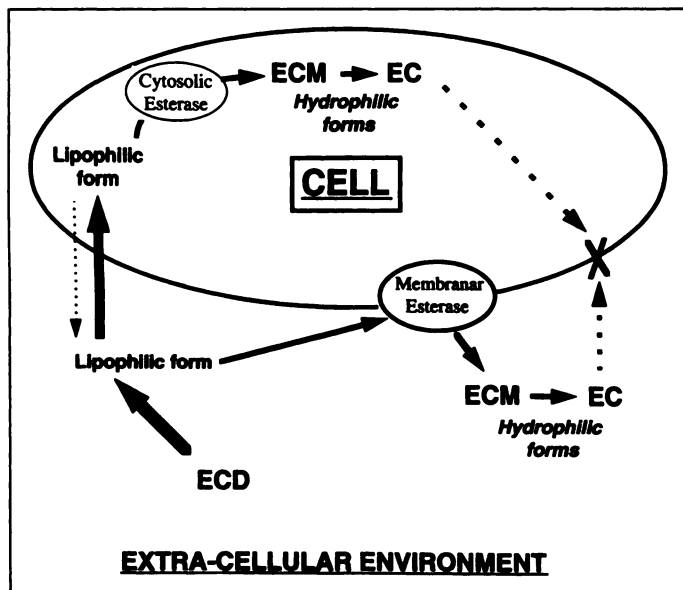 Cytosolic
Esterase
ECM EC
Hydrophilic
forms
Lipophilic
form
CELL
Membranar
Esterase
Lipophilic form
ECM EC
Hydrophilic
forms
ECD
EXTRA-CELLULAR ENVIRONMENT